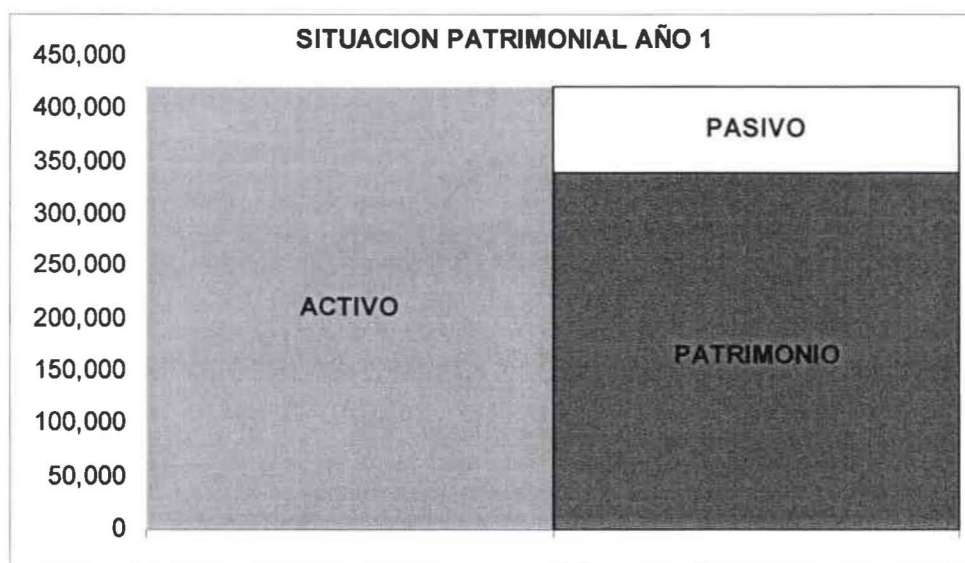 SITUACION PATRIMONIAL AÑO 1
450,000
400,000
350,000
300,000
250,000
200,000
150,000
100,000
50,000
0
ACTIVO
PASIVO
PATRIMONIO